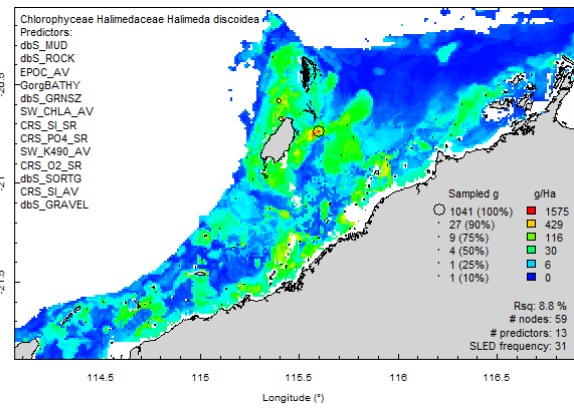 Chlorophyceae Halimedaceae Halimeda discoidea
Predictors:
dbS_MUD
dbS_ROCK
EPOC_AV
GorgBATHY
dbS_GRNSZ
SW_CHLA_AV
CRS_SI_SR
CRS_PO4_SR
SW_K490_AV
CRS_O2_SR
dbS_SORTG
CRS_SI_AV
dbS_GRAVEL
-20.5
-21
-21.5
Sampled g g/Ha
1041 (100%) 1575
27 (90%) 429
9 (75%) 116
4 (50%) 30
1 (25%) 6
1 (10%) 0
Rsq: 8.8 %
# nodes: 59
# predictors: 13
SLED frequency: 31
114.5 115 115.5 116 116.5
Longitude (°)